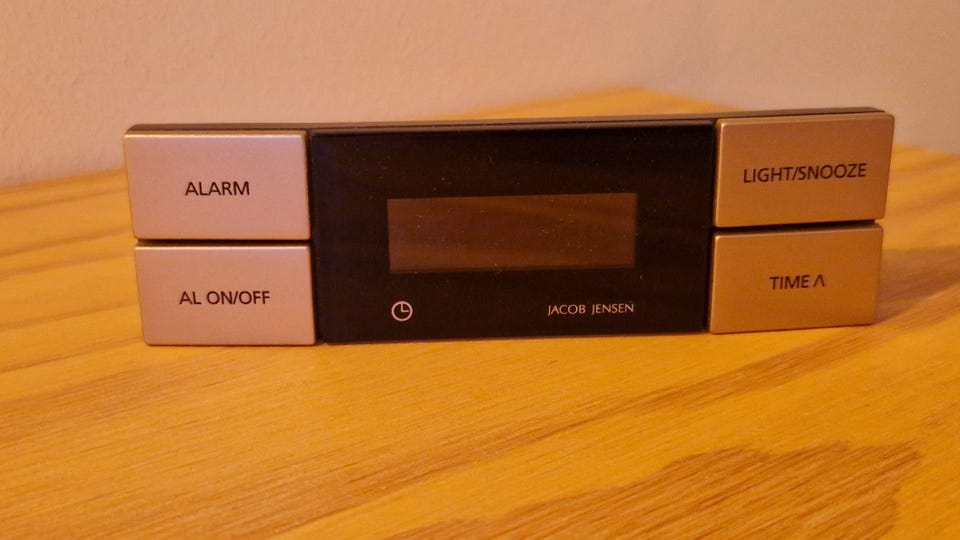 ALARM
LIGHT/SNOOZE
AL ON/OFF
TIME Λ
JACOB JENSEN